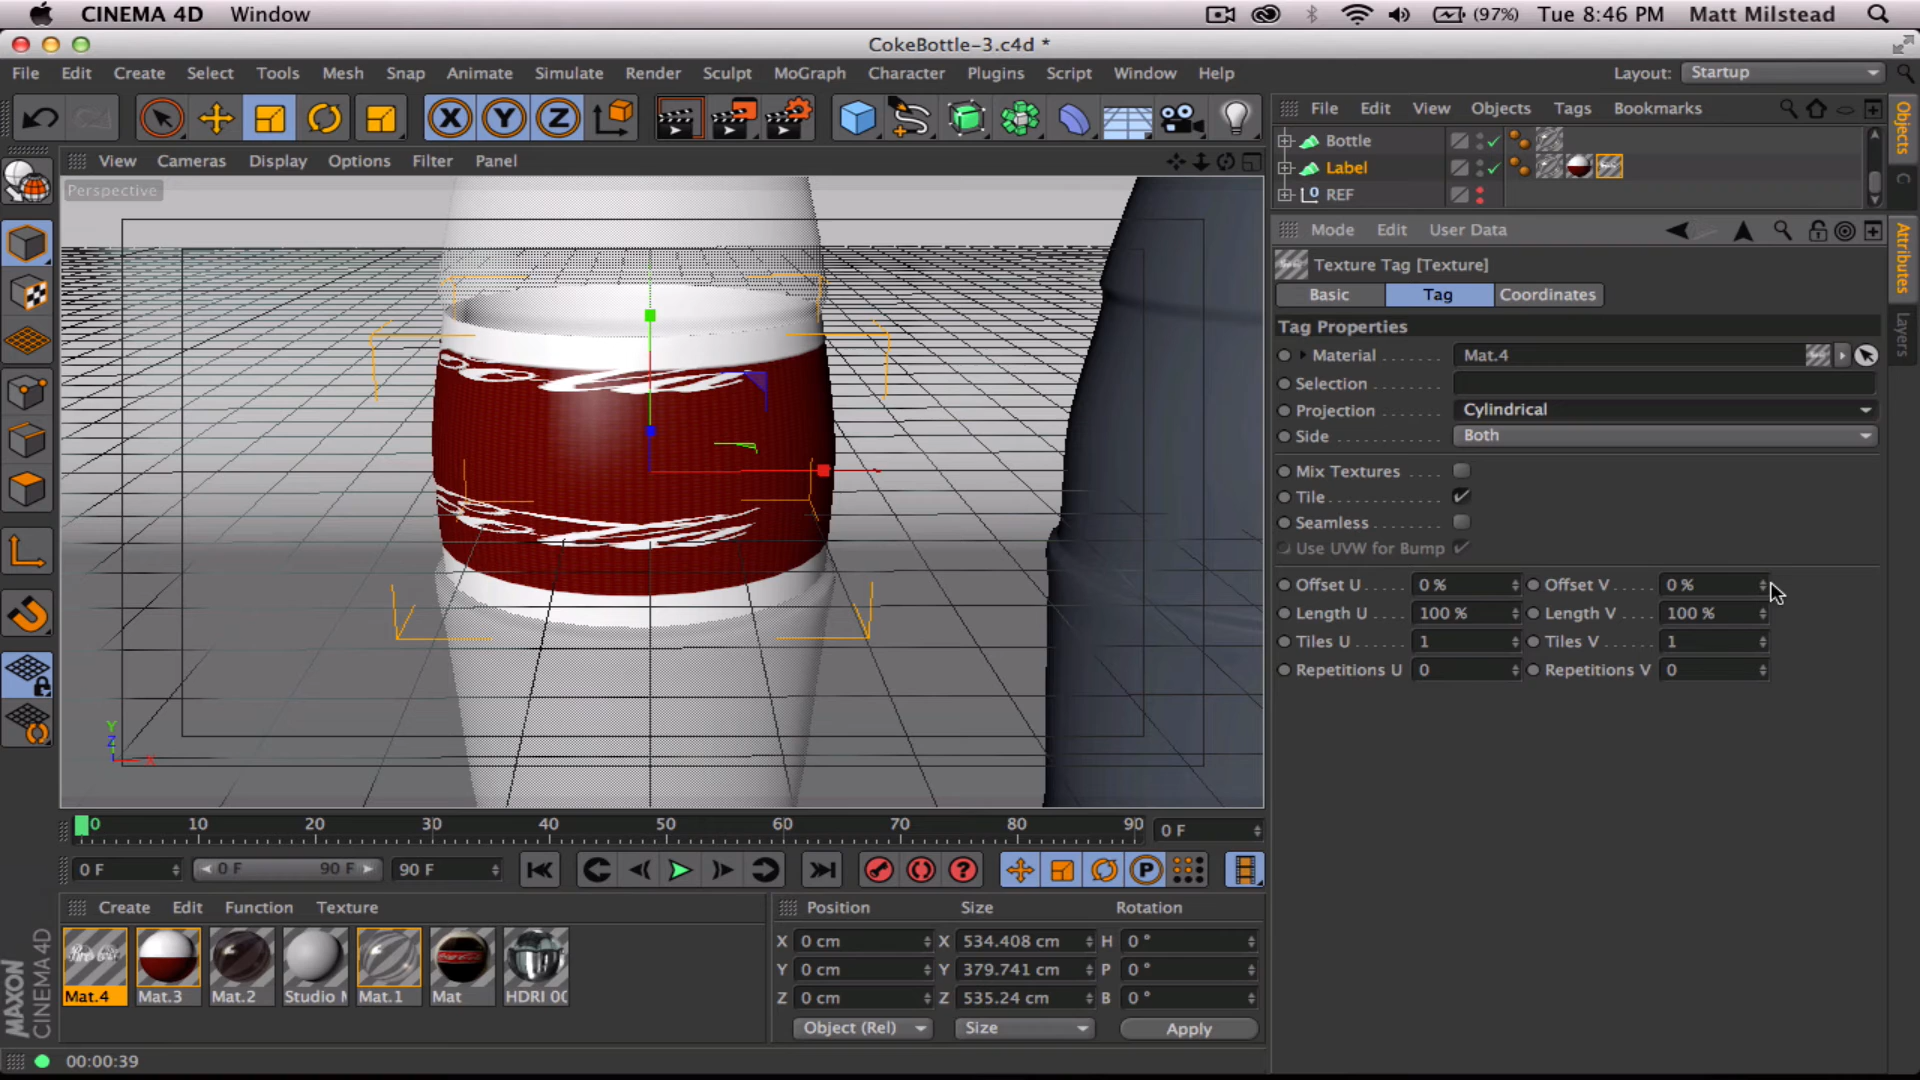 CINEMA 4D Window (97%) Tue 8:46 PM Matt Milstead
CokeBottle-3.c4d *
File Edit Create Select Tools Mesh Snap Animate Simulate Render Sculpt MoGraph Character Plugins Script Window Help Layout: Startup
X Y Z
File Edit View Objects Tags Bookmarks
Objects
Bottle
Label
REF
View Cameras Display Options Filter Panel
Perspective
Mode Edit User Data
Attributes
Layers
Texture Tag [Texture]
Basic Tag Coordinates
Tag Properties
Material Mat.4
Selection
Projection Cylindrical
Side Both
Mix Textures
Tile
Seamless
Use UVW for Bump
Offset U 0 % Offset V 0 %
Length U 100 % Length V 100 %
Tiles U 1 Tiles V 1
Repetitions U 0 Repetitions V 0
Y
Z
X
0 10 20 30 40 50 60 70 80 90 0 F
0 F 0 F 90 F 90 F P
Create Edit Function Texture
Mat.4 Mat.3 Mat.2 Studio Mat.1 Mat HDRI 00
Position Size Rotation
X 0 cm X 534.408 cm H 0 °
Y 0 cm Y 379.741 cm P 0 °
Z 0 cm Z 535.24 cm B 0 °
Object (Rel) Size Apply
MAXON
CINEMA 4D
00:00:39